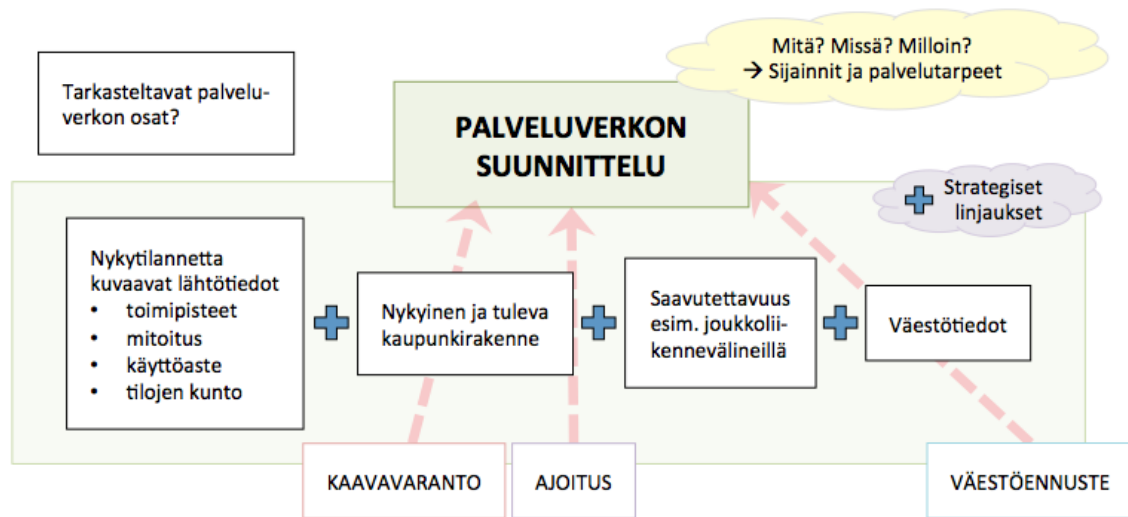 Mitä? Missä? Milloin?
→ Sijainnit ja palvelutarpeet
Tarkasteltavat palvelu-
verkon osat?
PALVELUVERKON
SUUNNITTELU
Strategiset
linjaukset
Nykytilannetta
kuvaavat lähtötiedot
• toimipisteet
• mitoitus
• käyttöaste
• tilojen kunto
Nykyinen ja tuleva
kaupunkirakenne
Saavutettavuus
esim. joukkolii-
kennevälineillä
Väestötiedot
KAAVAVARANTO
AJOITUS
VÄESTÖENNUSTE